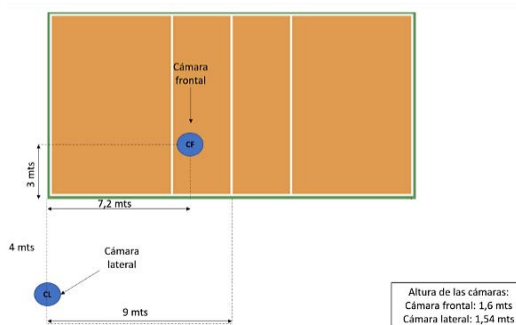 Cámara
frontal
CF
3 mts
7,2 mts
4 mts
Cámara
lateral
CL
9 mts
Altura de las cámaras:
Cámara frontal: 1,6 mts
Cámara lateral: 1,54 mts